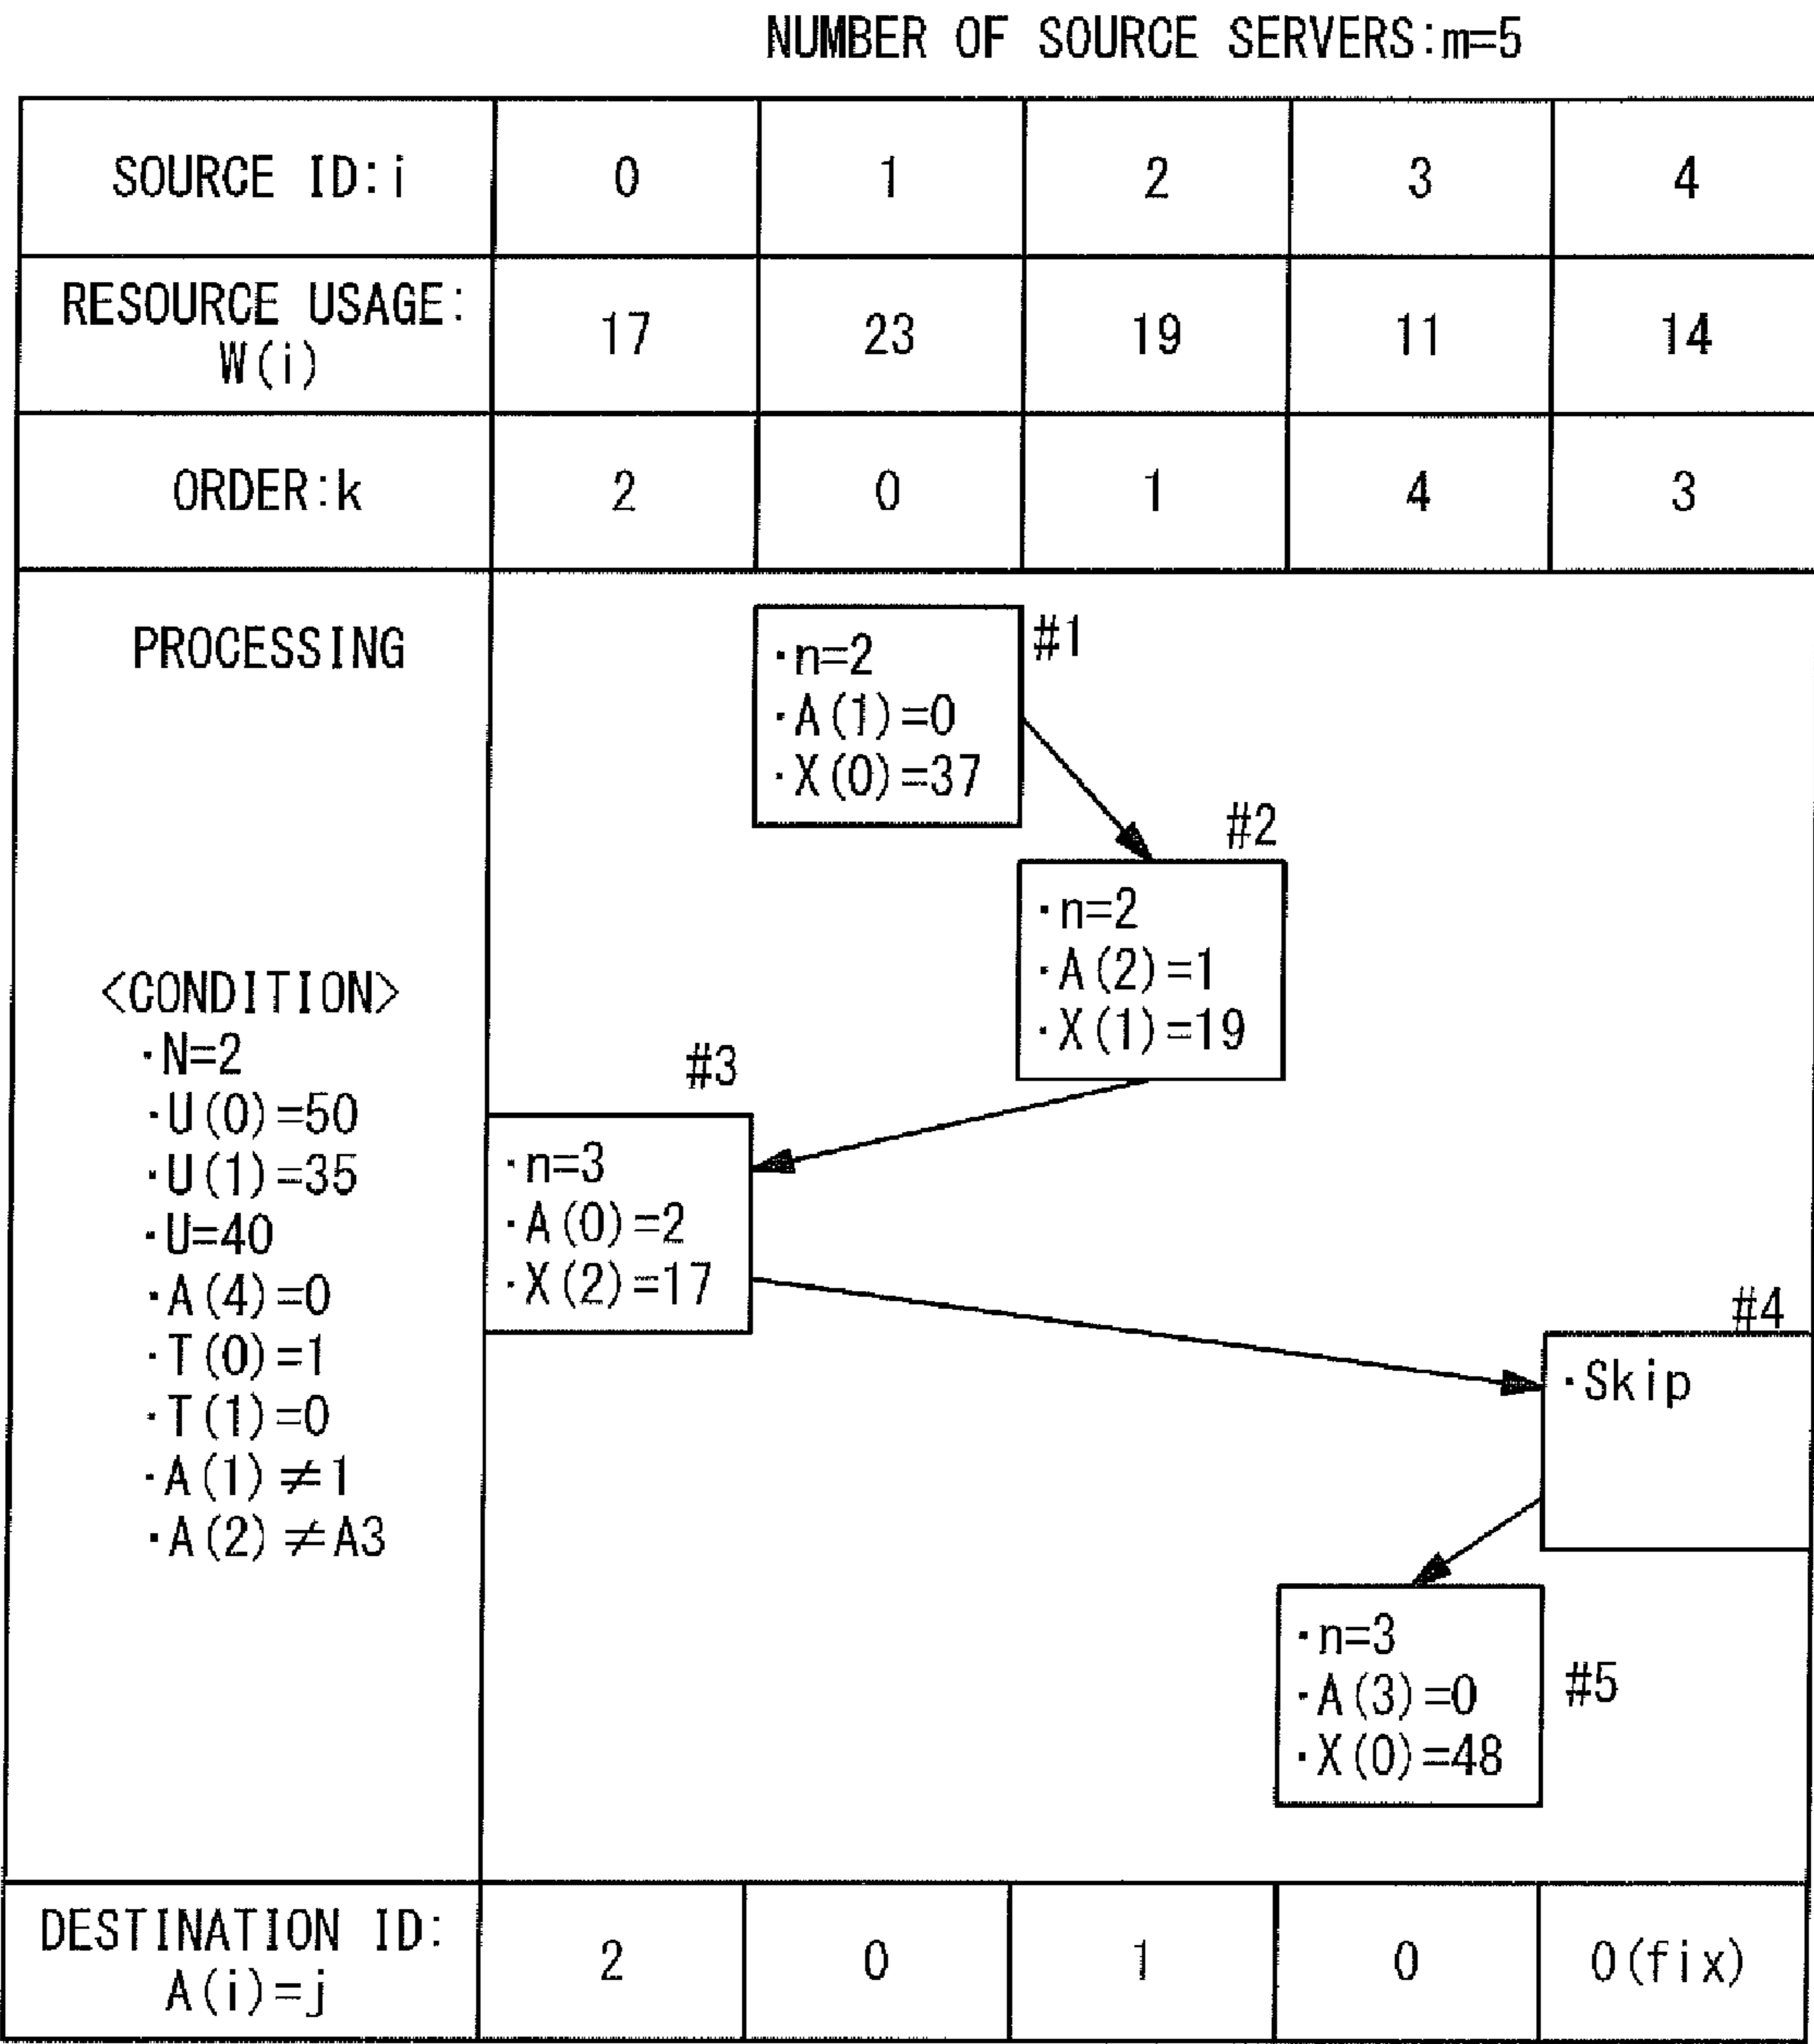 NUMBER OF SOURCE SERVERS:m=5
SOURCE ID:i 0 1 2 3 4
RESOURCE USAGE:
W(i) 17 23 19 11 14
ORDER:k 2 0 1 4 3
PROCESSING
<CONDITION>
·N=2
·U(0)=50
·U(1)=35
·U=40
·A(4)=0
·T(0)=1
·T(1)=0
·A(1)≠1
·A(2)≠A3
#1
·n=2
·A(1)=0
·X(0)=37
#2
·n=2
·A(2)=1
·X(1)=19
#3
·n=3
·A(0)=2
·X(2)=17
#4
·Skip
·n=3
·A(3)=0
·X(0)=48
#5
DESTINATION ID:
A(i)=j 2 0 1 0 0(fix)